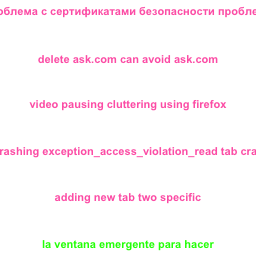 облема с сертификатами безопасности пробле
delete ask.com can avoid ask.com
video pausing cluttering using firefox
rashing exception_access_violation_read tab cra
adding new tab two specific
la ventana emergente para hacer